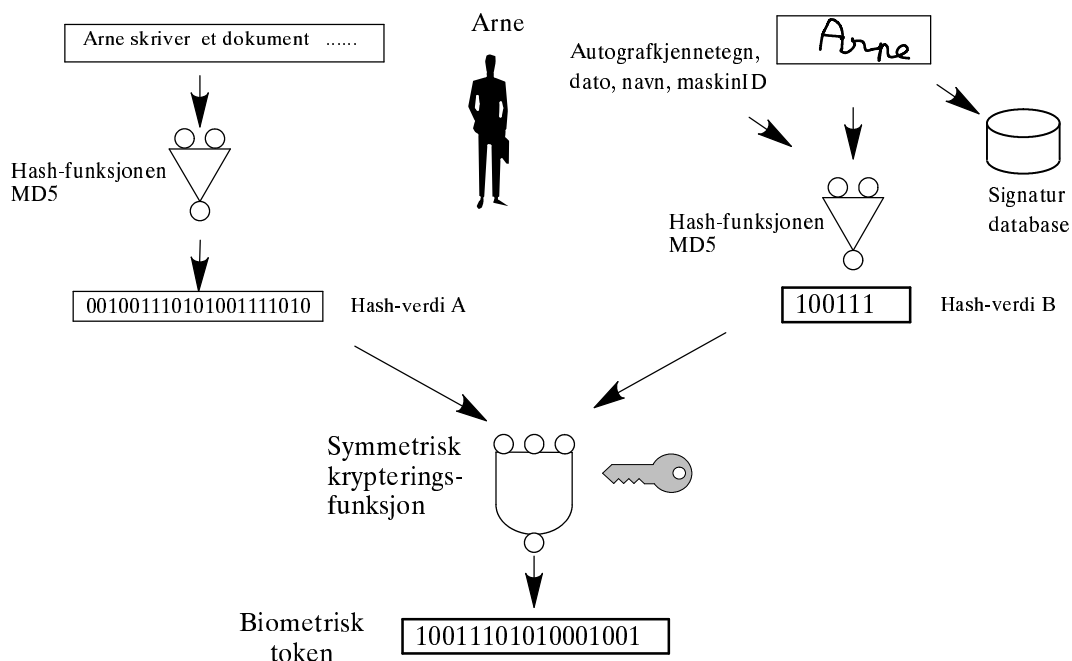 Arne skriver et dokument ......
Arne
Arne
Autografkjennetegn,
dato, navn, maskinID
Hash-funksjonen
MD5
Signatur
database
Hash-funksjonen
MD5
001001110101001111010
Hash-verdi A
100111
Hash-verdi B
Symmetrisk
krypterings-
funksjon
Biometrisk
token
10011101010001001